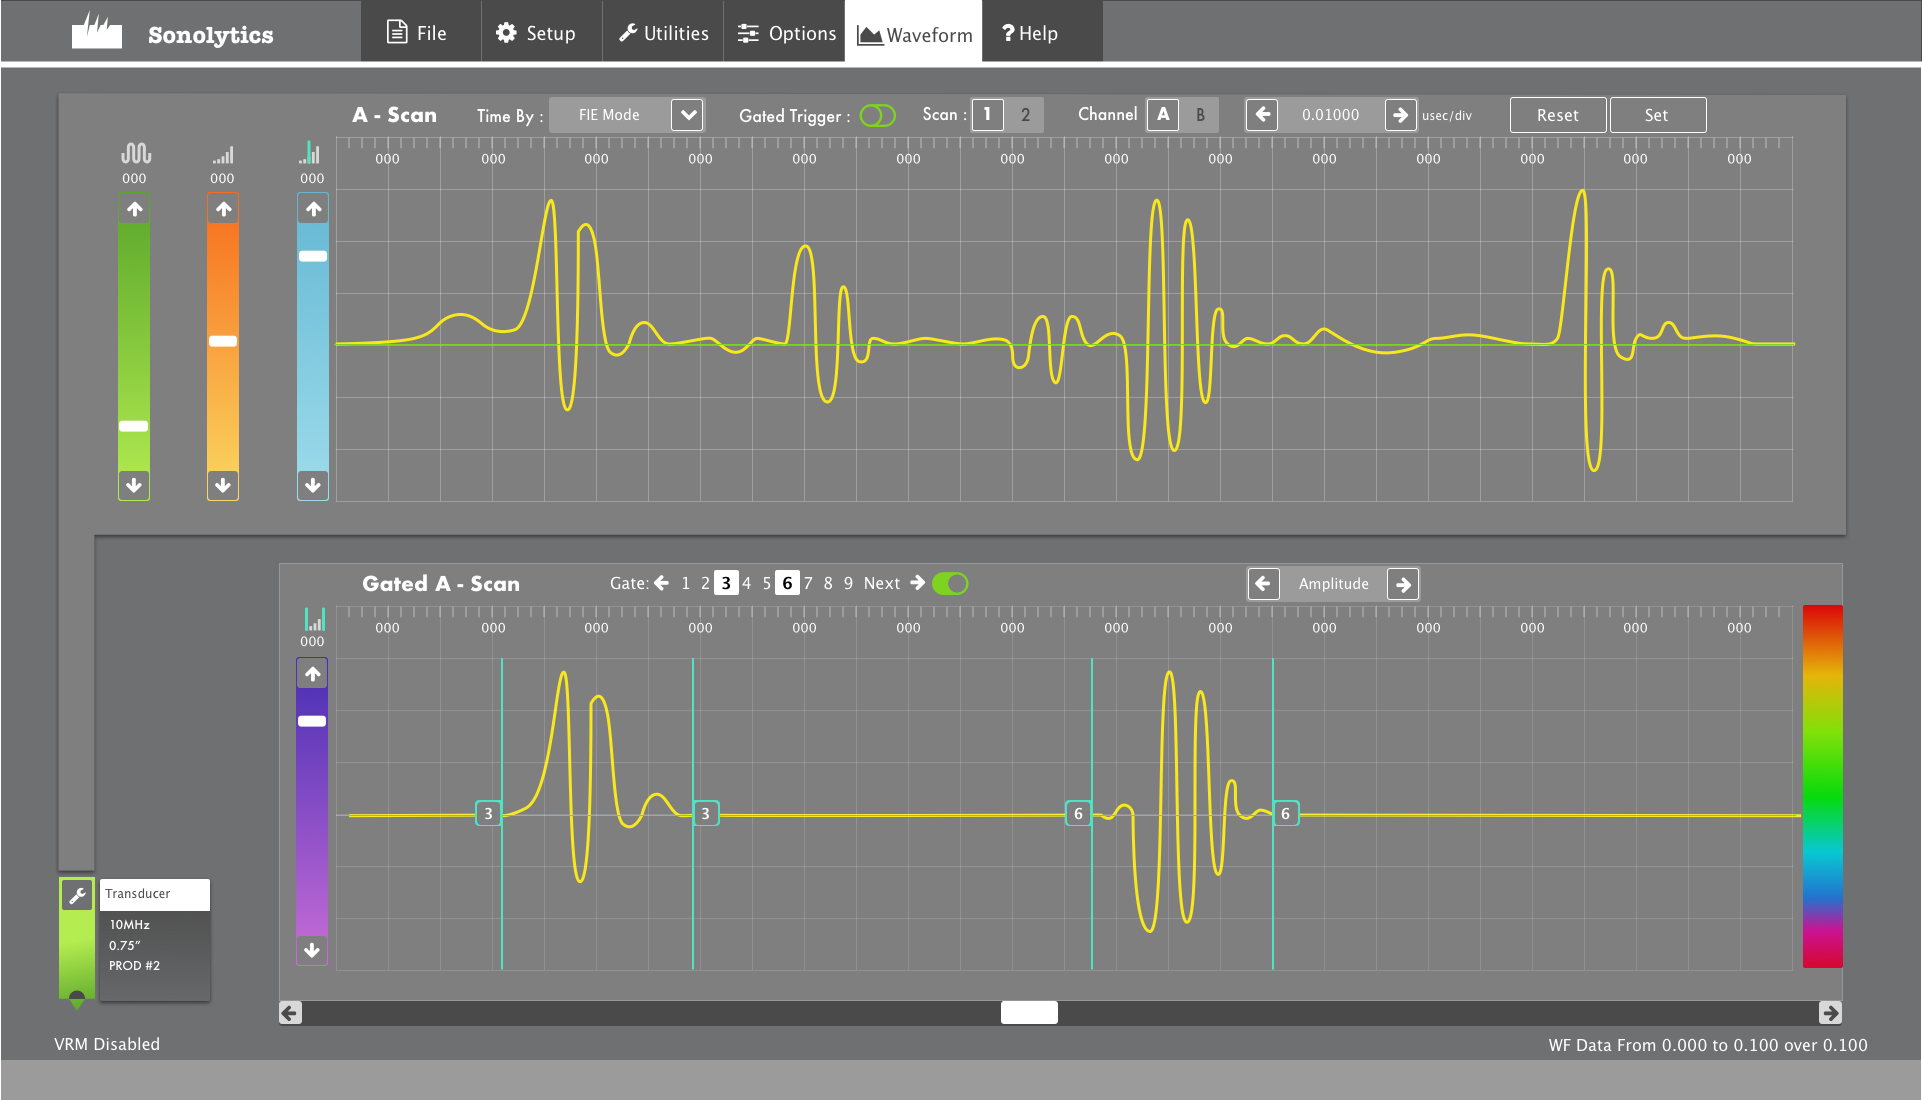 Sonolytics
File
Setup
Utilities
Options
Waveform
? Help
A - Scan
Time By :
FIE Mode
Gated Trigger :
Scan :
1
2
Channel
A
B
0.01000
usec/div
Reset
Set
000 000 000 000 000 000 000 000 000 000 000 000 000 000
000 000 000
Gated A - Scan
Gate:
1 2 3 4 5 6 7 8 9 Next
Amplitude
000 000 000 000 000 000 000 000 000 000 000 000 000 000
000
3 3 6 6
Transducer
10MHz
0.75”
PROD #2
VRM Disabled
WF Data From 0.000 to 0.100 over 0.100